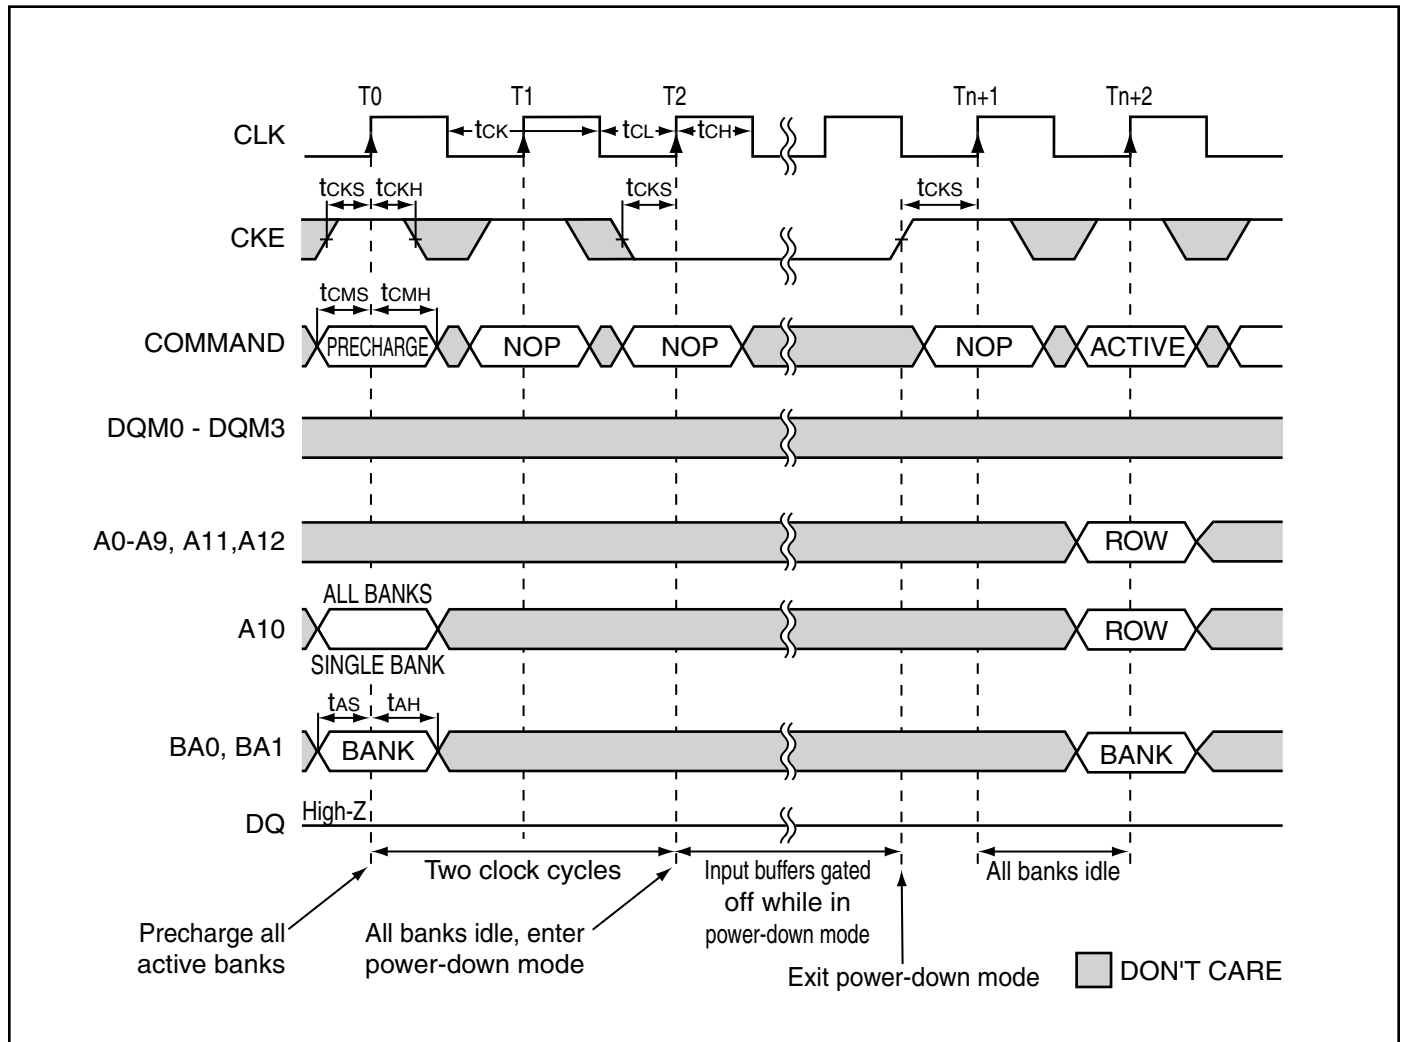 T0 T1 T2 Tn+1 Tn+2
CLK tCK tCL tCH
tCKS tCKH tCKS tCKS
CKE
tCMS tCMH
COMMAND PRECHARGE NOP NOP NOP ACTIVE
DQM0 - DQM3
A0-A9, A11,A12 ROW
ALL BANKS
A10 ROW
SINGLE BANK
tAS tAH
BA0, BA1 BANK BANK
DQ High-Z
Two clock cycles
Input buffers gated
off while in
power-down mode
All banks idle
Precharge all
active banks
All banks idle, enter
power-down mode
Exit power-down mode
DON'T CARE